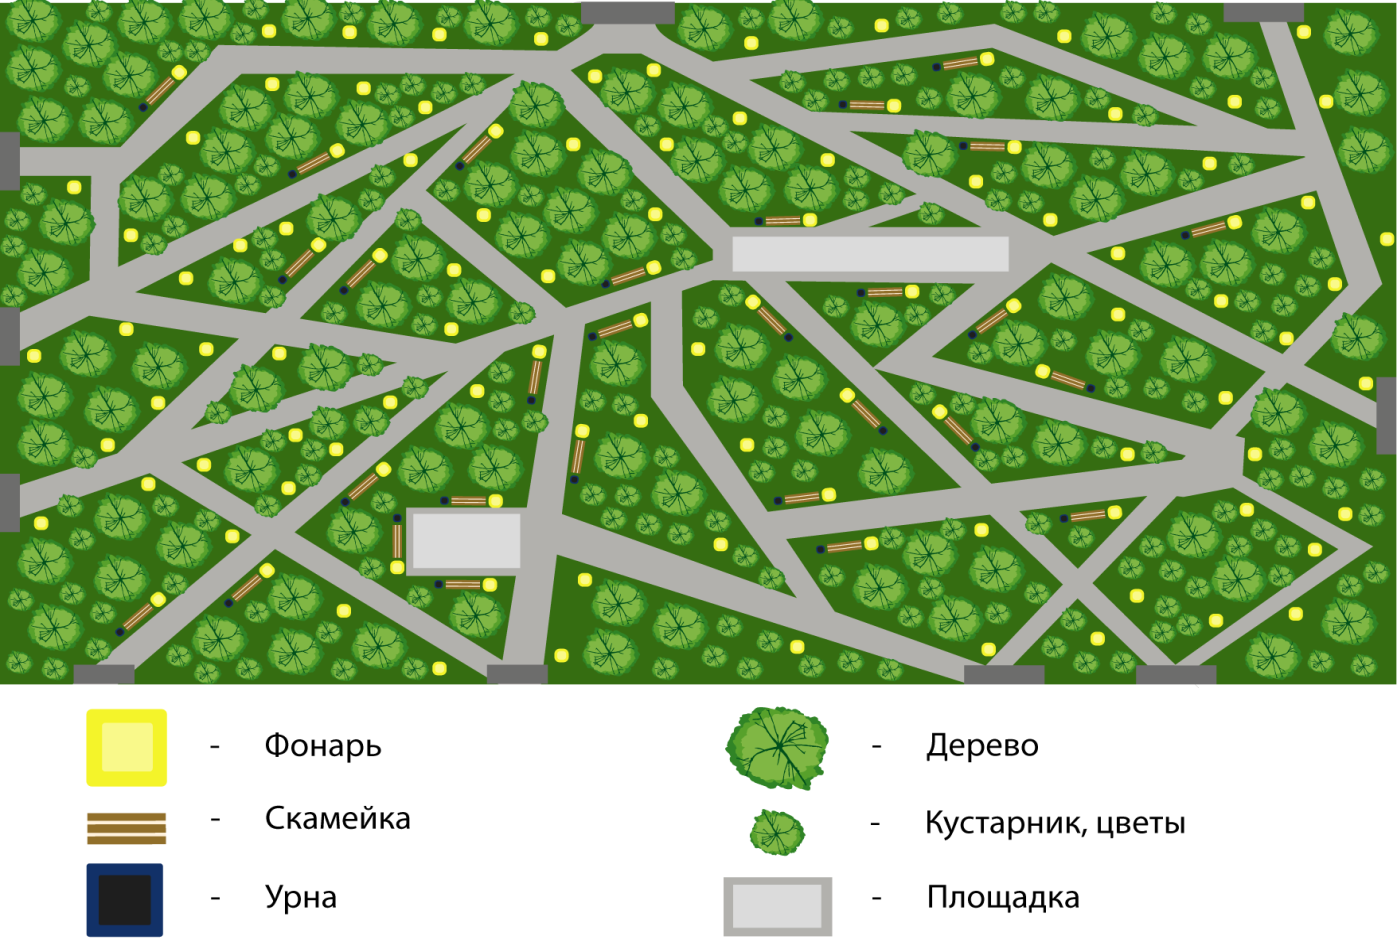 - Фонарь
- Скамейка
- Урна
- Дерево
- Кустарник, цветы
- Площадка